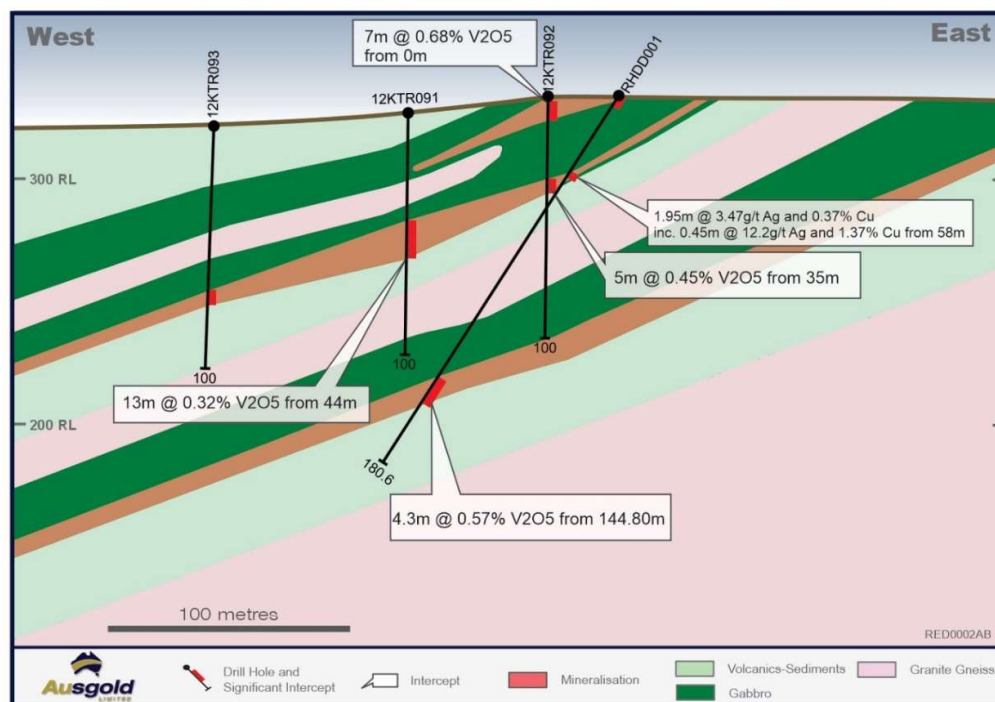 West
East
7m @ 0.68% V2O5
from 0m
12KTR093
12KTR091
12KTR092
RHDD001
300 RL
1.95m @ 3.47g/t Ag and 0.37% Cu
inc. 0.45m @ 12.2g/t Ag and 1.37% Cu from 58m
5m @ 0.45% V2O5 from 35m
100
100
100
13m @ 0.32% V2O5 from 44m
200 RL
180.6
4.3m @ 0.57% V2O5 from 144.80m
100 metres
RED0002AB
Ausgold
LIMITED
Drill Hole and
Significant Intercept
Intercept
Mineralisation
Volcanics-Sediments
Gabbro
Granite Gneiss